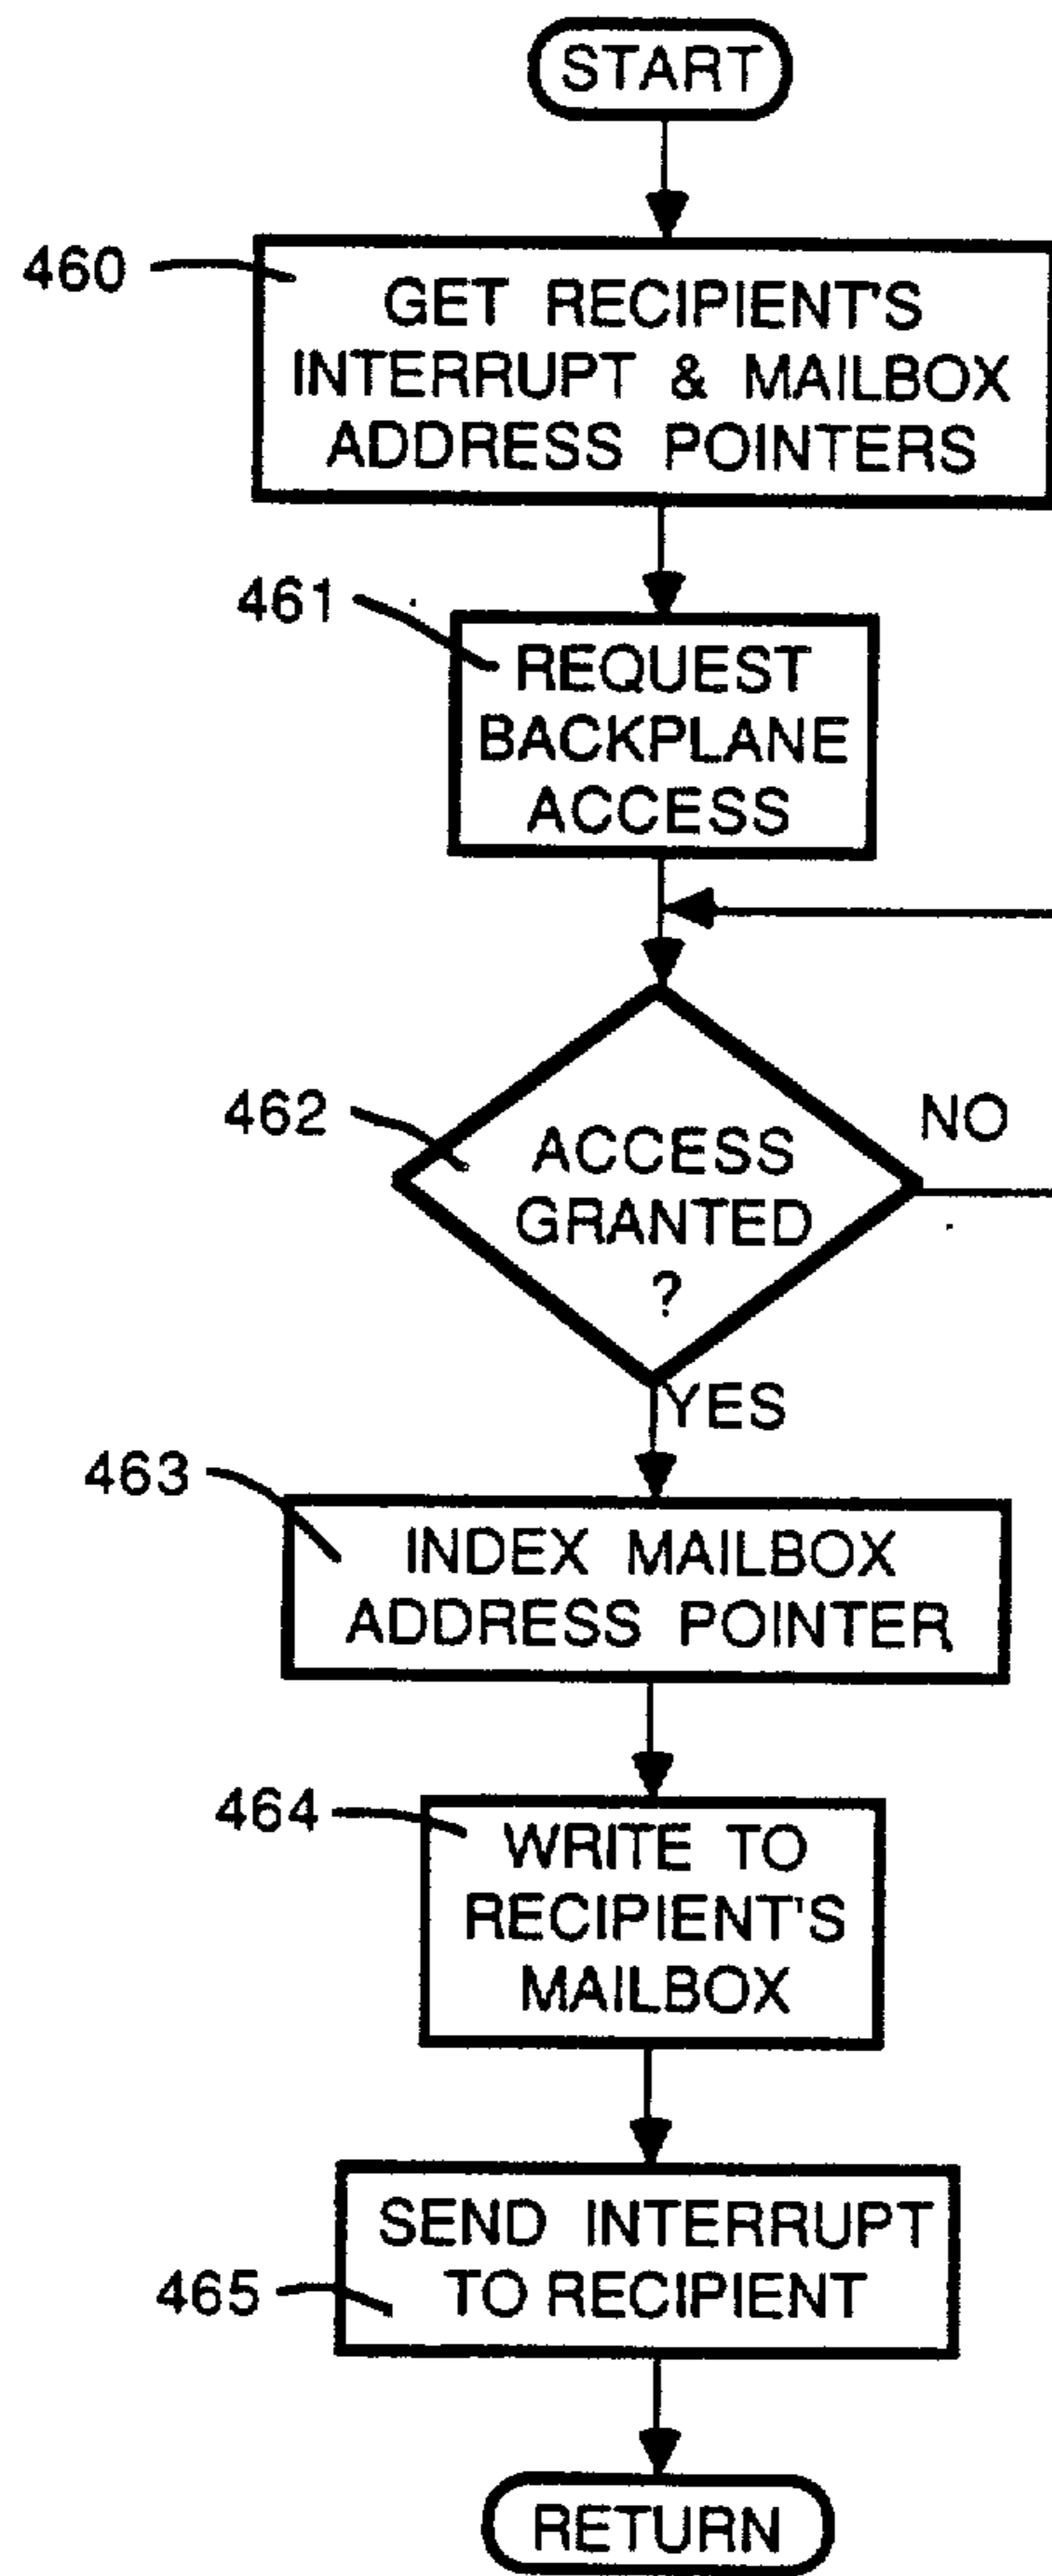 START
460
GET RECIPIENT'S
INTERRUPT & MAILBOX
ADDRESS POINTERS
461
REQUEST
BACKPLANE
ACCESS
462
ACCESS
GRANTED
?
NO
YES
463
INDEX MAILBOX
ADDRESS POINTER
464
WRITE TO
RECIPIENT'S
MAILBOX
SEND INTERRUPT
465
TO RECIPIENT
RETURN